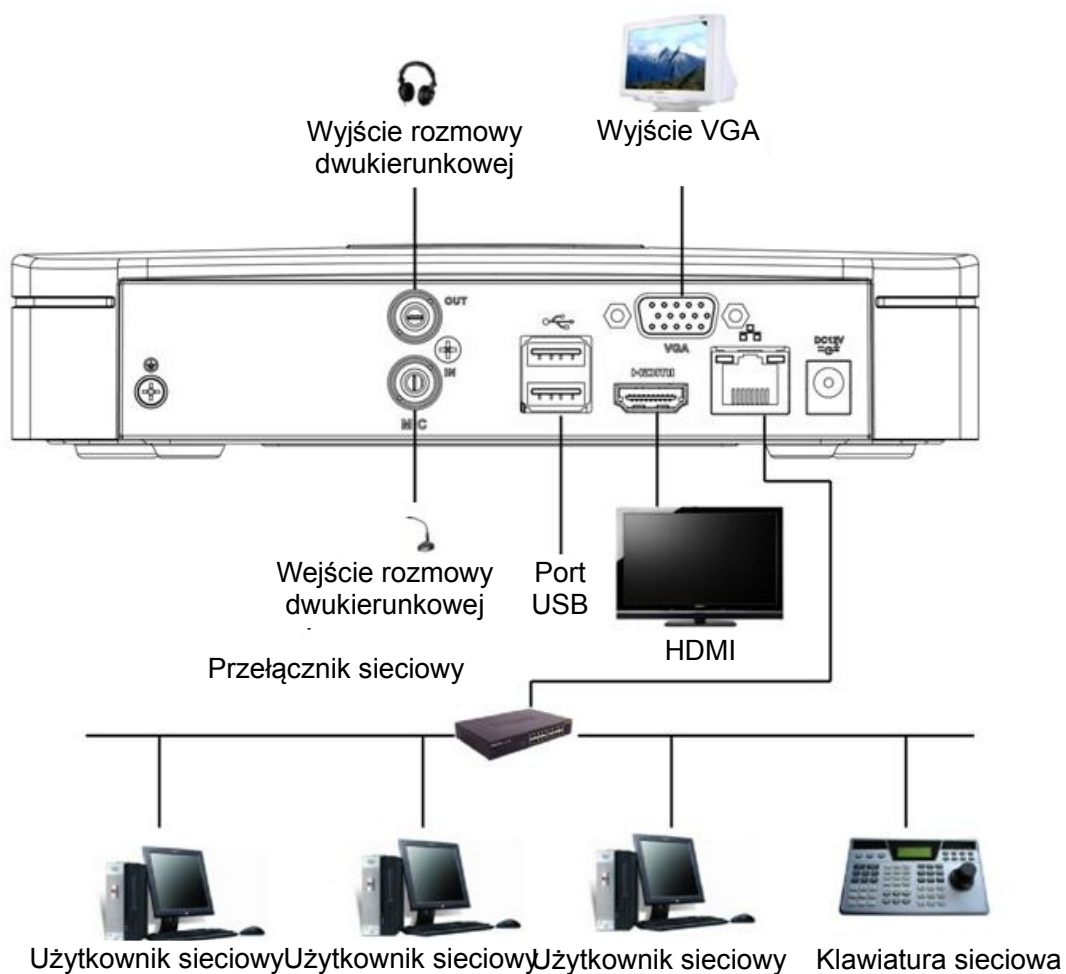 Wyjście rozmowy
dwukierunkowej
Wyjście VGA
OUT
IN
MIC
VGA
HDMI
DC12V
Wejście rozmowy
dwukierunkowej
Port
USB
HDMI
Przełącznik sieciowy
Użytkownik sieciowy
Użytkownik sieciowy
Użytkownik sieciowy
Klawiatura sieciowa